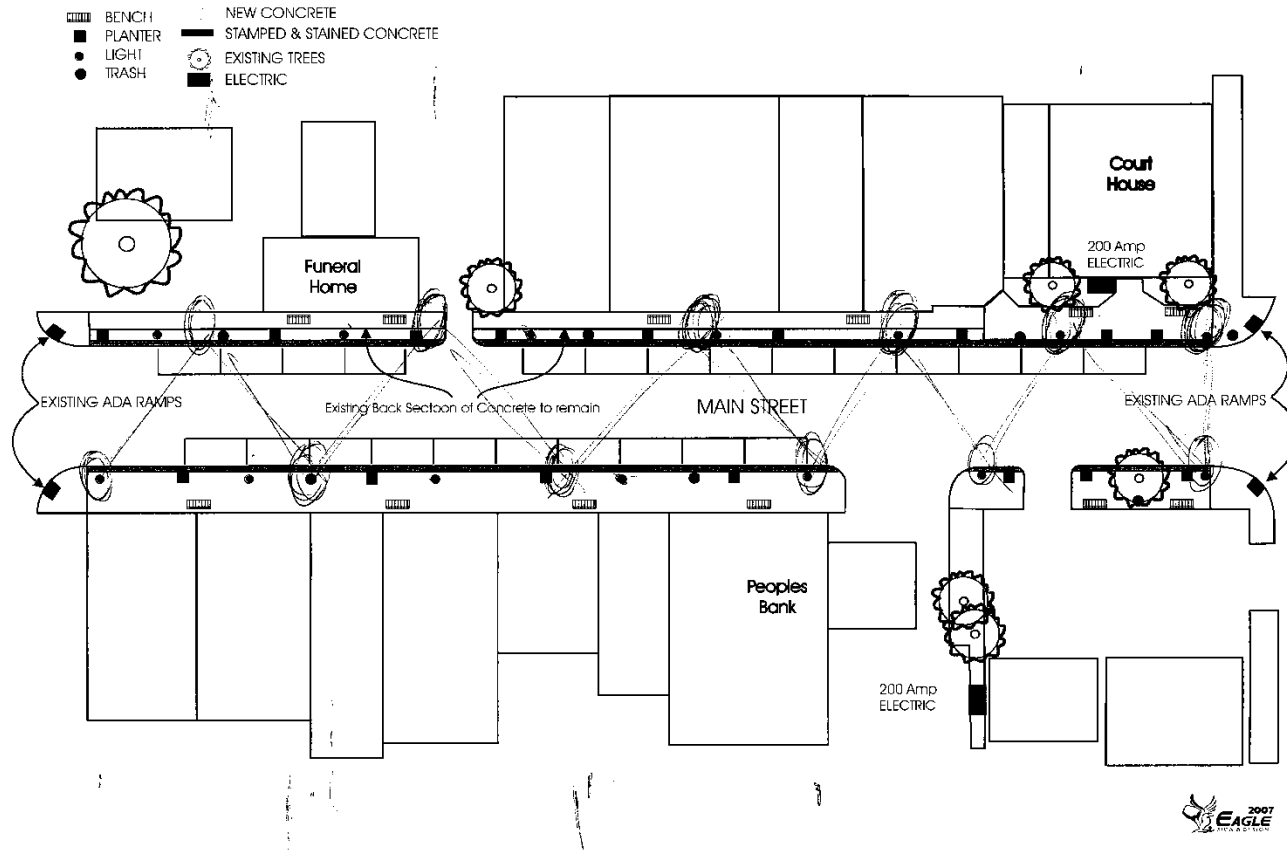 BENCH
PLANTER
LIGHT
TRASH
NEW CONCRETE
STAMPED & STAINED CONCRETE
EXISTING TREES
ELECTRIC
Court
House
200 Amp
ELECTRIC
Funeral
Home
EXISTING ADA RAMPS
Existing Back Sectoon of Concrete to remain
MAIN STREET
EXISTING ADA RAMPS
Peoples
Bank
200 Amp
ELECTRIC
2007
EAGLE